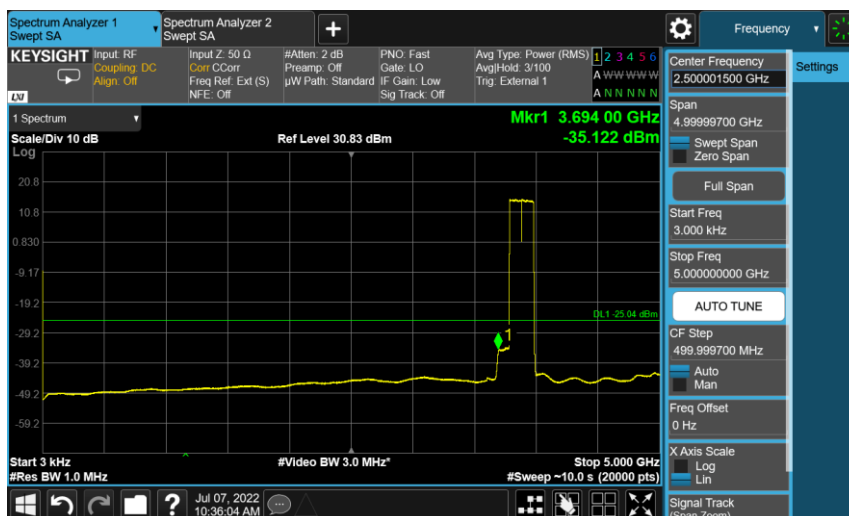 Spectrum Analyzer 1
Swept SA
Spectrum Analyzer 2
Swept SA
+
Frequency
KEYSIGHT
LXI
Input: RF
Coupling: DC
Align: Off
Input Z: 50 Ω
Corr CCorr
Freq Ref: Ext (S)
NFE: Off
#Atten: 2 dB
Preamp: Off
µW Path: Standard
PNO: Fast
Gate: LO
IF Gain: Low
Sig Track: Off
Avg Type: Power (RMS)
Avg|Hold: 3/100
Trig: External 1
1 2 3 4 5 6
A W W W W W
A N N N N N
1 Spectrum
Scale/Div 10 dB
Ref Level 30.83 dBm
Mkr1 3.694 00 GHz
-35.122 dBm
Log
20.8
10.8
0.830
-9.17
-19.2
-29.2
-39.2
-49.2
-59.2
DL1 -25.04 dBm
1
Start 3 kHz
#Video BW 3.0 MHz*
Stop 5.000 GHz
#Res BW 1.0 MHz
#Sweep ~10.0 s (20000 pts)
?
Jul 07, 2022
10:36:04 AM
Center Frequency
2.500001500 GHz
Settings
Span
4.99999700 GHz
Swept Span
Zero Span
Full Span
Start Freq
3.000 kHz
Stop Freq
5.000000000 GHz
AUTO TUNE
CF Step
499.999700 MHz
Auto
Man
Freq Offset
0 Hz
X Axis Scale
Log
Lin
Signal Track
(Span Zoom)